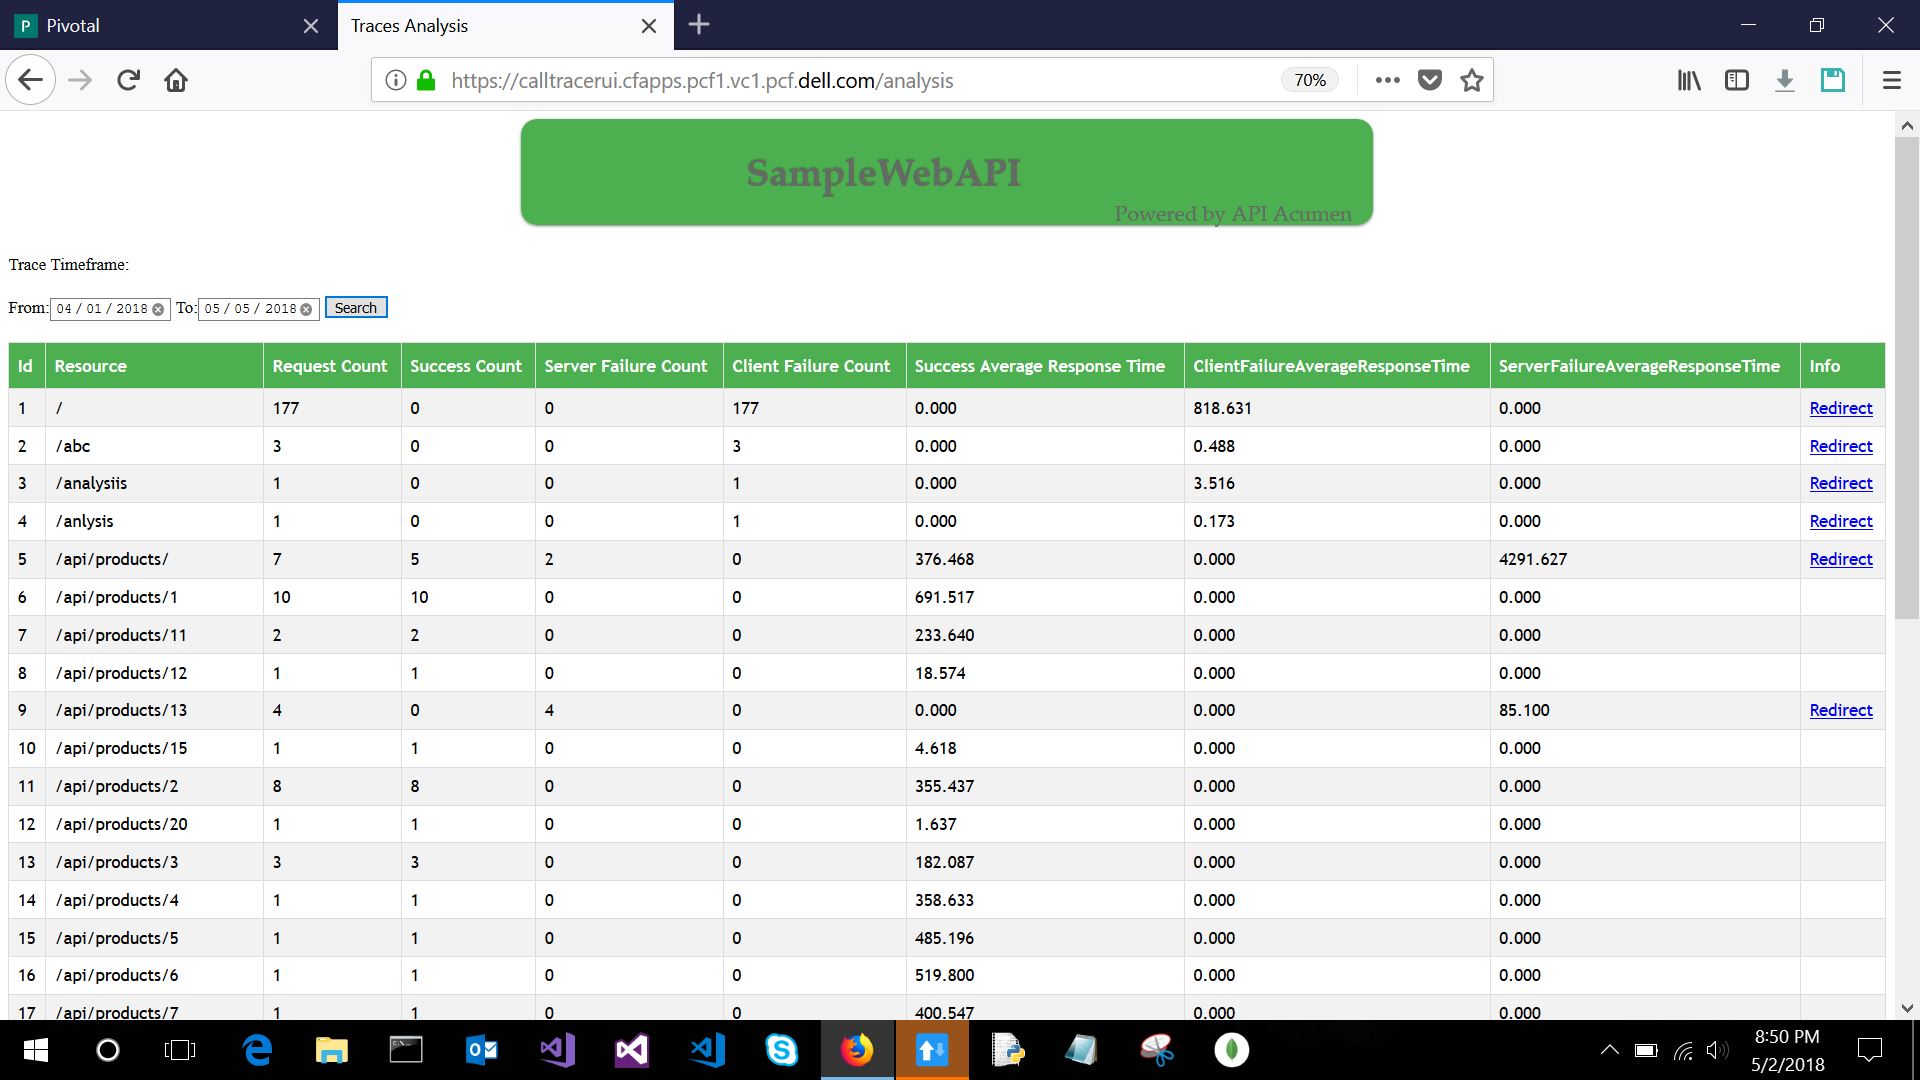 Pivotal
Traces Analysis
https://calltracerui.cfapps.pcf1.vc1.pcf.dell.com/analysis 70%
SampleWebAPI
Powered by API Acumen
Trace Timeframe:
From: 04 / 01 / 2018 To: 05 / 05 / 2018 Search
Id Resource Request Count Success Count Server Failure Count Client Failure Count Success Average Response Time ClientFailureAverageResponseTime ServerFailureAverageResponseTime Info
1 / 177 0 0 177 0.000 818.631 0.000 Redirect
2 /abc 3 0 0 3 0.000 0.488 0.000 Redirect
3 /analysiis 1 0 0 1 0.000 3.516 0.000 Redirect
4 /anlysis 1 0 0 1 0.000 0.173 0.000 Redirect
5 /api/products/ 7 5 2 0 376.468 0.000 4291.627 Redirect
6 /api/products/1 10 10 0 0 691.517 0.000 0.000
7 /api/products/11 2 2 0 0 233.640 0.000 0.000
8 /api/products/12 1 1 0 0 18.574 0.000 0.000
9 /api/products/13 4 0 4 0 0.000 0.000 85.100 Redirect
10 /api/products/15 1 1 0 0 4.618 0.000 0.000
11 /api/products/2 8 8 0 0 355.437 0.000 0.000
12 /api/products/20 1 1 0 0 1.637 0.000 0.000
13 /api/products/3 3 3 0 0 182.087 0.000 0.000
14 /api/products/4 1 1 0 0 358.633 0.000 0.000
15 /api/products/5 1 1 0 0 485.196 0.000 0.000
16 /api/products/6 1 1 0 0 519.800 0.000 0.000
17 /api/products/7 1 1 0 0 400.547 0.000 0.000
8:50 PM
5/2/2018